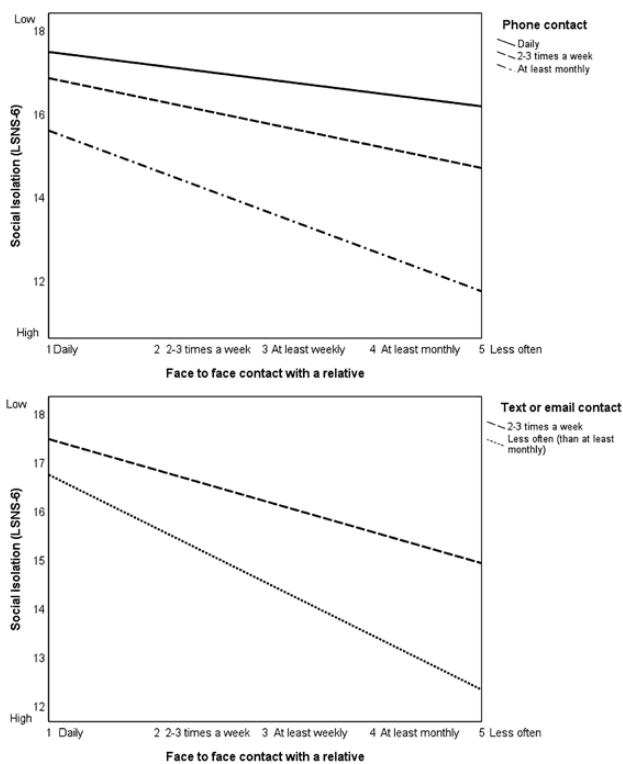 Low
18
16
14
12
High
Social Isolation (LSNS-6)
1 Daily
2 2-3 times a week
3 At least weekly
4 At least monthly
5 Less often
Face to face contact with a relative
Phone contact
Daily
2-3 times a week
At least monthly
Low
18
17
16
15
14
13
12
High
Social Isolation (LSNS-6)
1 Daily
2 2-3 times a week
3 At least weekly
4 At least monthly
5 Less often
Face to face contact with a relative
Text or email contact
2-3 times a week
Less often (than at least
monthly)